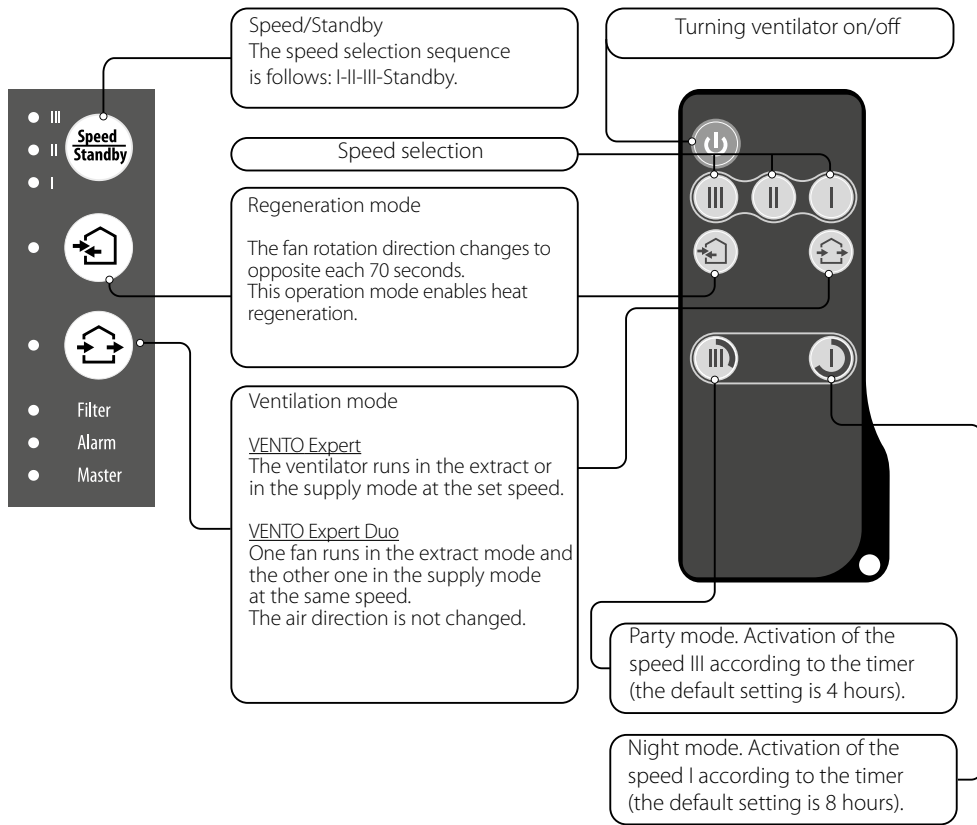 Speed/Standby
The speed selection sequence
is follows: I-II-III-Standby.
Turning ventilator on/off
III
Speed
Standby
II
I
Speed selection
III
II
I
Regeneration mode
The fan rotation direction changes to
opposite each 70 seconds.
This operation mode enables heat
regeneration.
III
I
Filter
Alarm
Master
Ventilation mode
VENTO Expert
The ventilator runs in the extract or
in the supply mode at the set speed.
VENTO Expert Duo
One fan runs in the extract mode and
the other one in the supply mode
at the same speed.
The air direction is not changed.
Party mode. Activation of the
speed III according to the timer
(the default setting is 4 hours).
Night mode. Activation of the
speed I according to the timer
(the default setting is 8 hours).